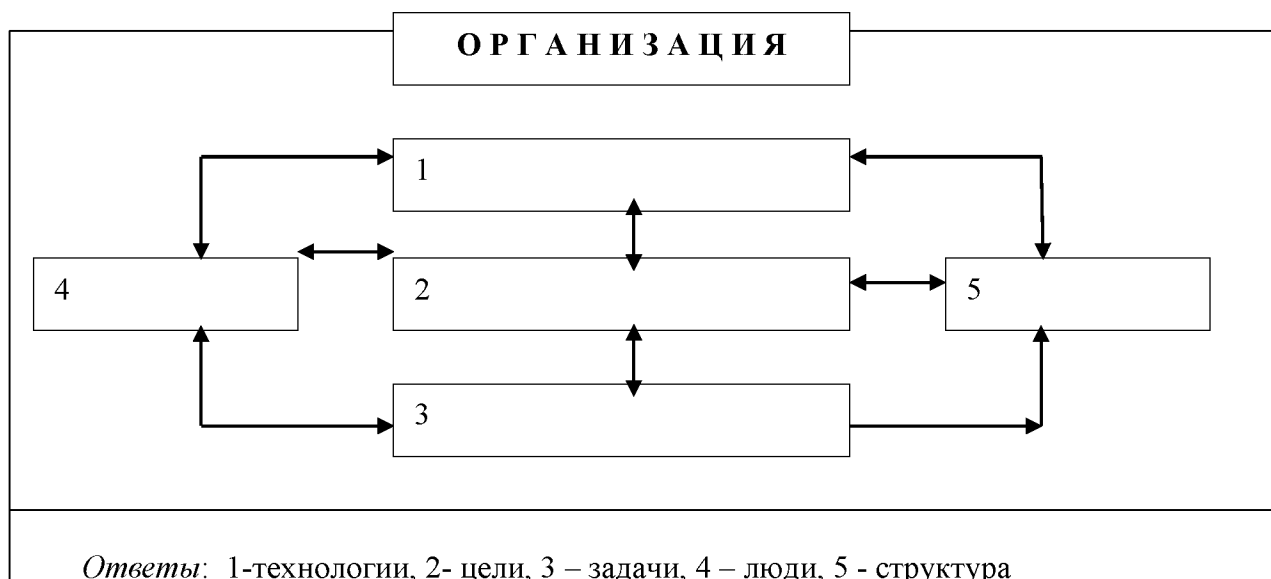 О Р Г А Н И З А Ц И Я
1
4
2
5
3
Ответы: 1-технологии, 2- цели, 3 – задачи, 4 – люди, 5 - структура